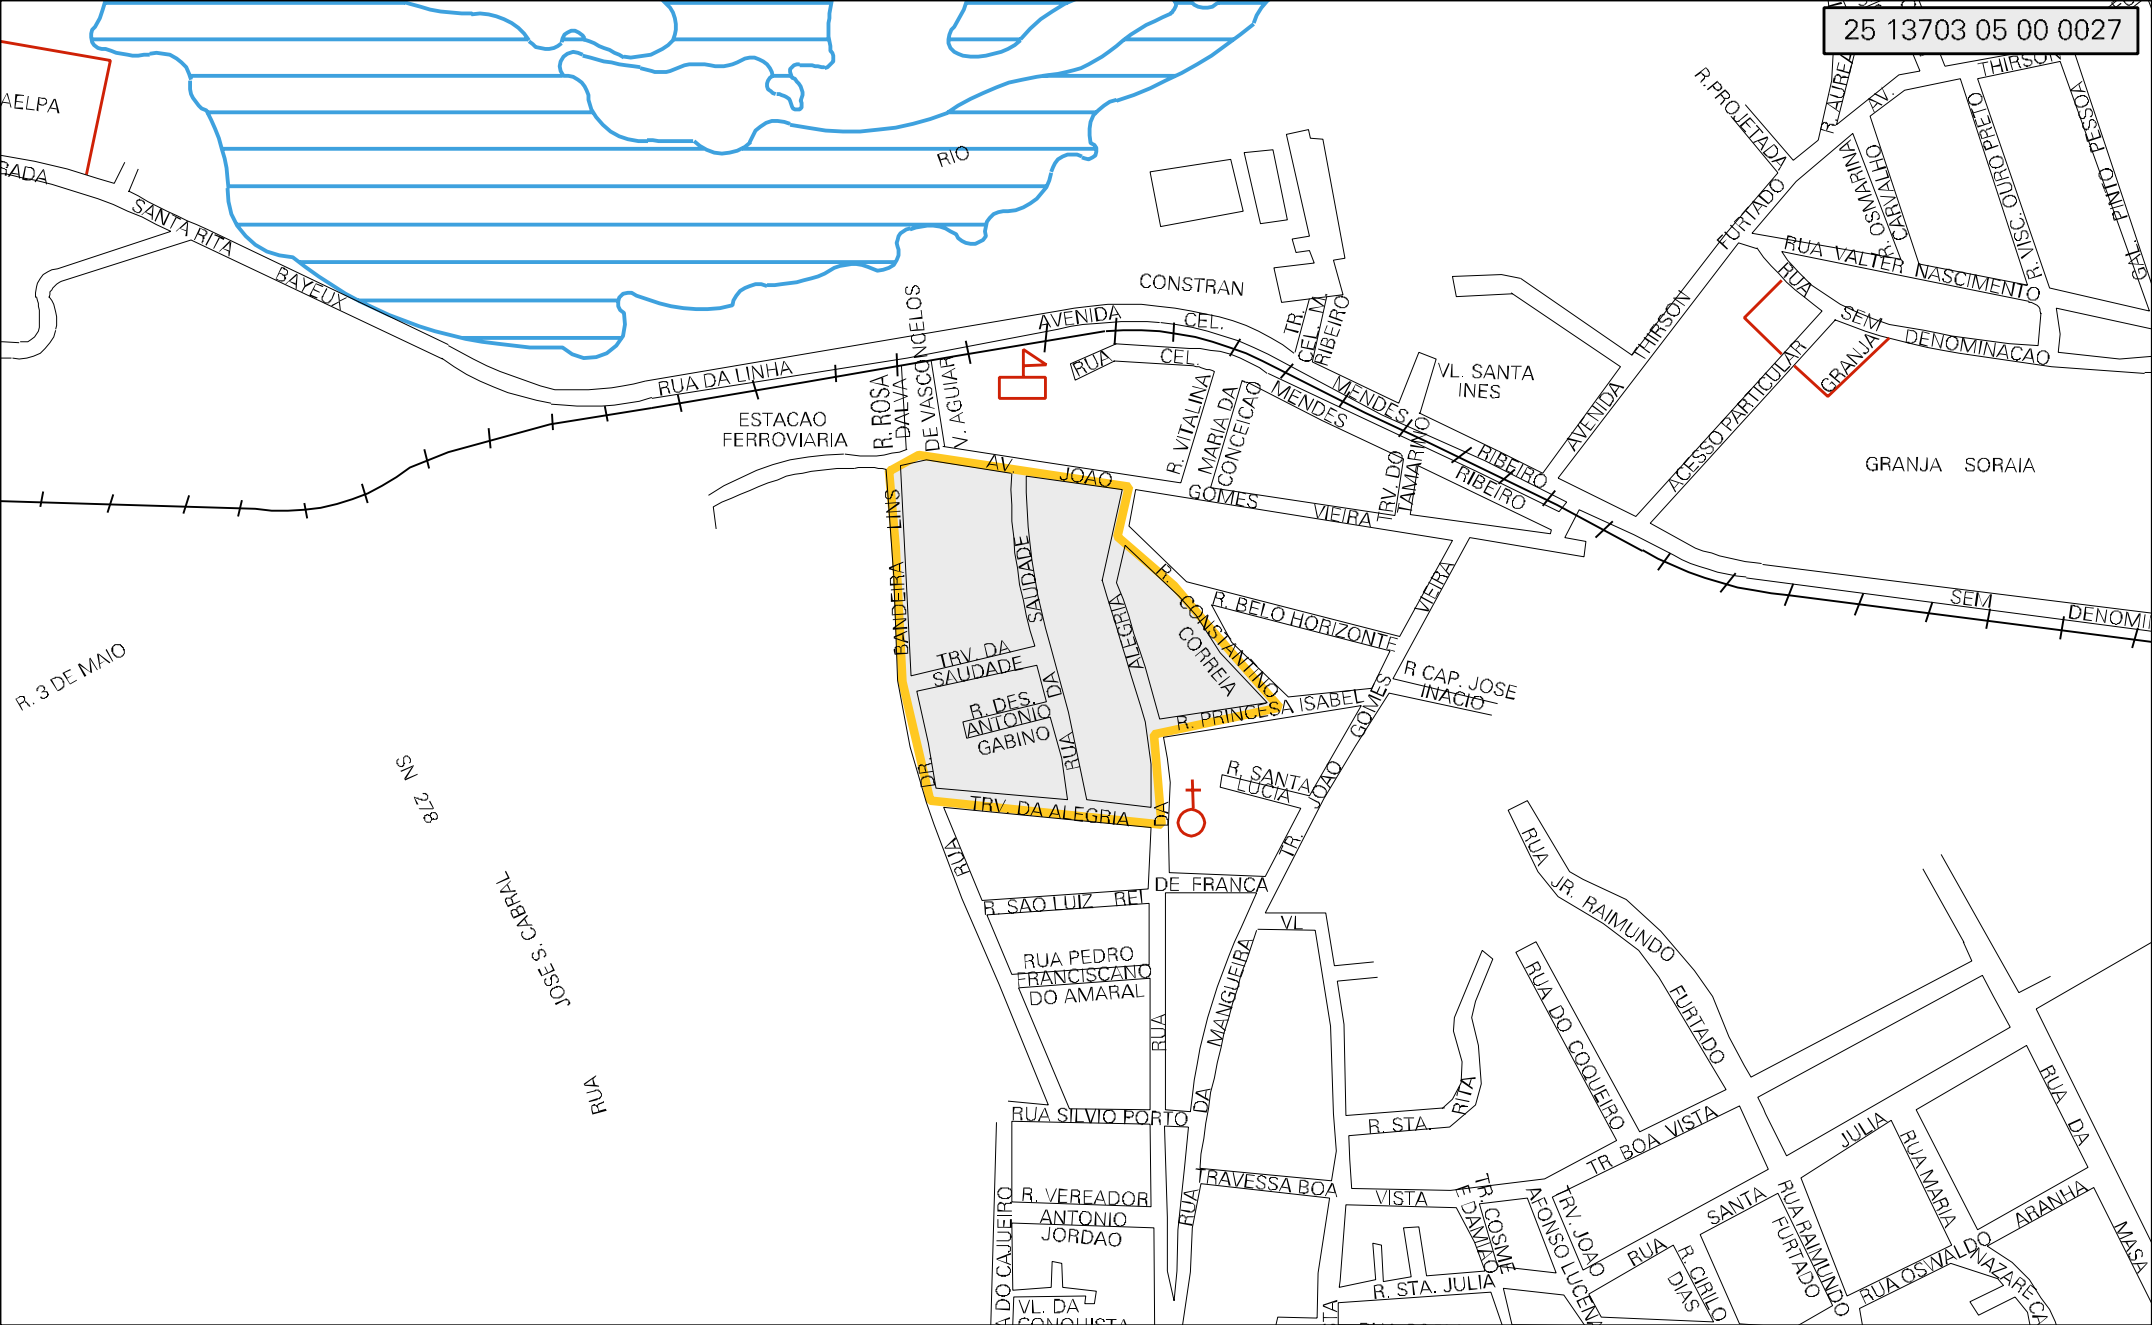 25 13703 05 00 0027
AELPA
SANTA RITA
BAYEUX
RIO
CONSTRAN
RUA DA LINHA
AVENIDA
CEL.
MENDES
RIBEIRO
RUA
CEL.
MENDES
RIBEIRO
TR.
CEL. M.
RIBEIRO
ESTACAO
FERROVIARIA
R. ROSA
DALVA
DE VASCONCELOS
V. AGUIAR
R. VITALINA
MARIA DA
CONCEICAO
VL. SANTA
INES
TRV. DO
TAMARINIO
AVENIDA
THIRSON
FURTADO
R.PROJETADA
R. AUREA
AV.
THIRSON
R. OSMARINA
CARVALHO
R. VISC. OURO PRETO
GAL.
PINTO
PESSOA
RUA VALTER NASCIMENTO
RUA
SEM
DENOMINACAO
GRANJA
ACESSO PARTICULAR
GRANJA SORAIA
SEM
AV.
JOAO
GOMES
VIEIRA
BANDEIRA LINS
DR.
RUA
SAUDADE
DA
RUA
TRV. DA
SAUDADE
R. DES.
ANTONIO
GABINO
ALEGRIA
DA
RUA
R.
CONSTANTINO
CORREIA
R. BELO HORIZONTE
R. PRINCESA ISABEL
R CAP. JOSE
INACIO
VIEIRA
GOMES
JOAO
TR.
TRV. DA ALEGRIA
R. SANTA
LUCIA
R. 3 DE MAIO
NS 278
JOSE S. CABRAL
RUA
R. SAO LUIZ REI
DE FRANCA
VL
RUA PEDRO
FRANCISCANO
DO AMARAL
MANGUEIRA
DA
RUA
RUA SILVIO PORTO
R. VEREADOR
ANTONIO
JORDAO
DO CAJUEIRO
VL. DA
TRAVESSA BOA
VISTA
R. STA.
RITA
RUA JR. RAIMUNDO
FURTADO
RUA DO COQUEIRO
TR BOA VISTA
TR. COSME
E DAMIAO
TRV. JOAO
AFONSO LUCENA
R. STA. JULIA
RUA
SANTA
JULIA
R. CIRILO
DIAS
RUA RAIMUNDO
FURTADO
RUA MARIA
NAZARE
RUA OSWALDO
ARANHA
RUA DA
MASA